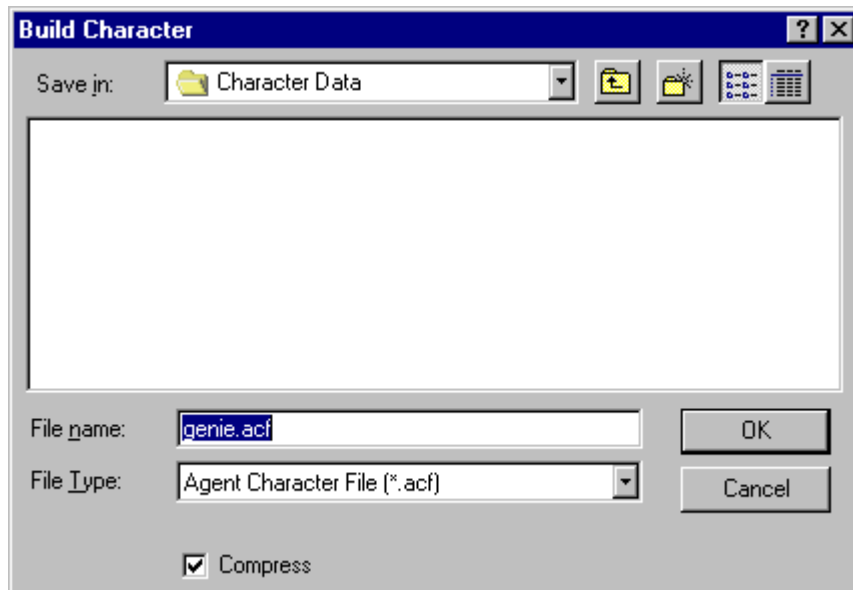 Build Character
Save in: Character Data
File name: genie.acf OK
File Type: Agent Character File (*.acf) Cancel
Compress